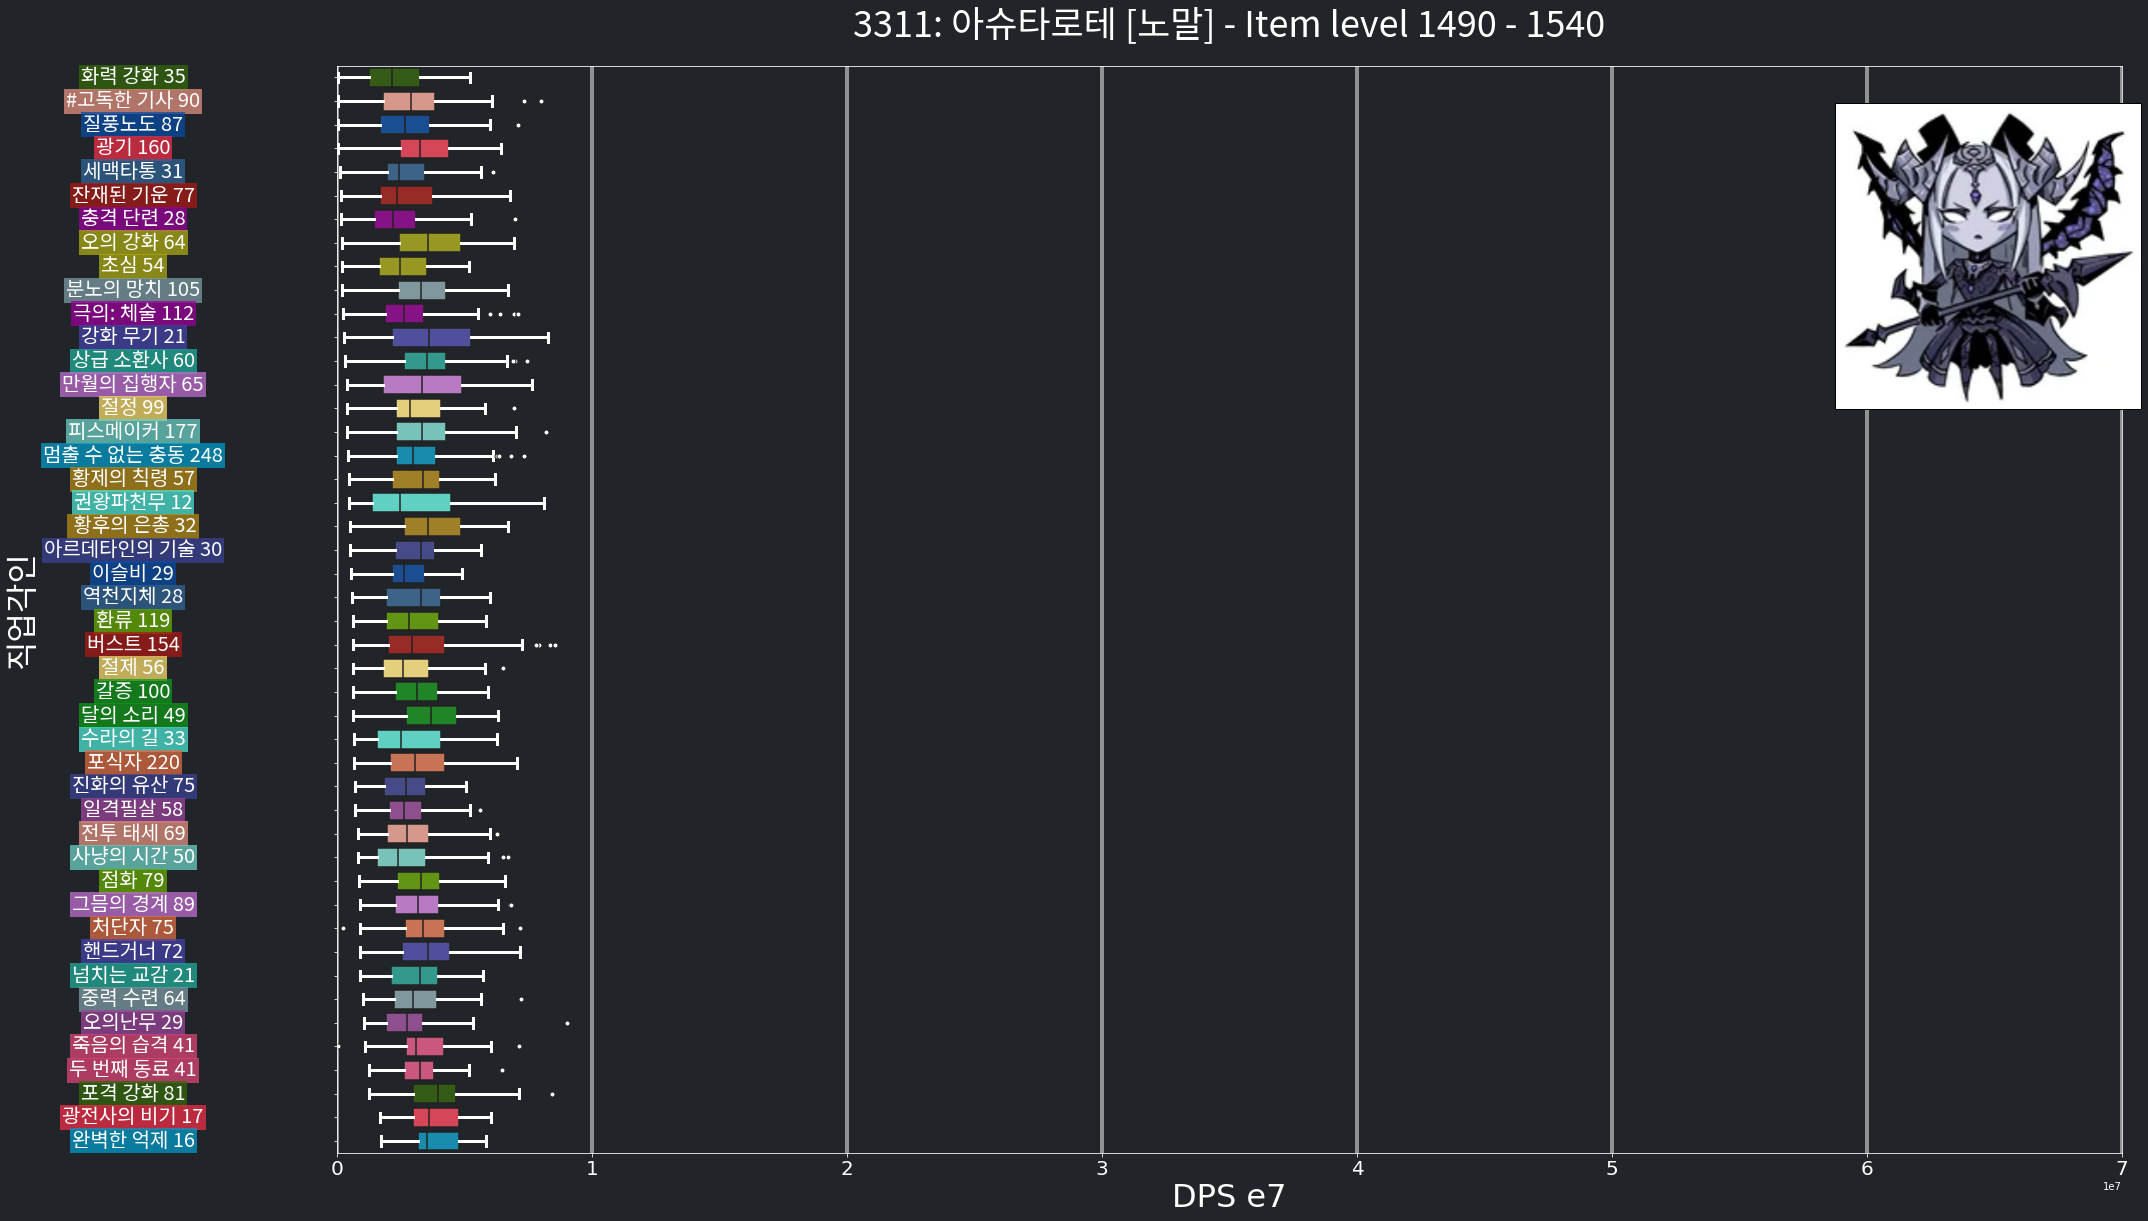 3311: 아슈타로테 [노말] - Item level 1490 - 1540
화력 강화 35
#고독한 기사 90
질풍노도 87
광기 160
세맥타통 31
잔재된 기운 77
충격 단련 28
오의 강화 64
초심 54
분노의 망치 105
극의: 체술 112
강화 무기 21
상급 소환사 60
만월의 집행자 65
절정 99
피스메이커 177
멈출 수 없는 충동 248
황제의 칙령 57
권왕파천무 12
황후의 은총 32
아르데타인의 기술 30
이슬비 29
역천지체 28
환류 119
버스트 154
절제 56
갈증 100
달의 소리 49
수라의 길 33
포식자 220
진화의 유산 75
일격필살 58
전투 태세 69
사냥의 시간 50
점화 79
그믐의 경계 89
처단자 75
핸드거너 72
넘치는 교감 21
중력 수련 64
오의난무 29
죽음의 습격 41
두 번째 동료 41
포격 강화 81
광전사의 비기 17
완벽한 억제 16
직업각인
0 1 2 3 4 5 6 7
1e7
DPS e7